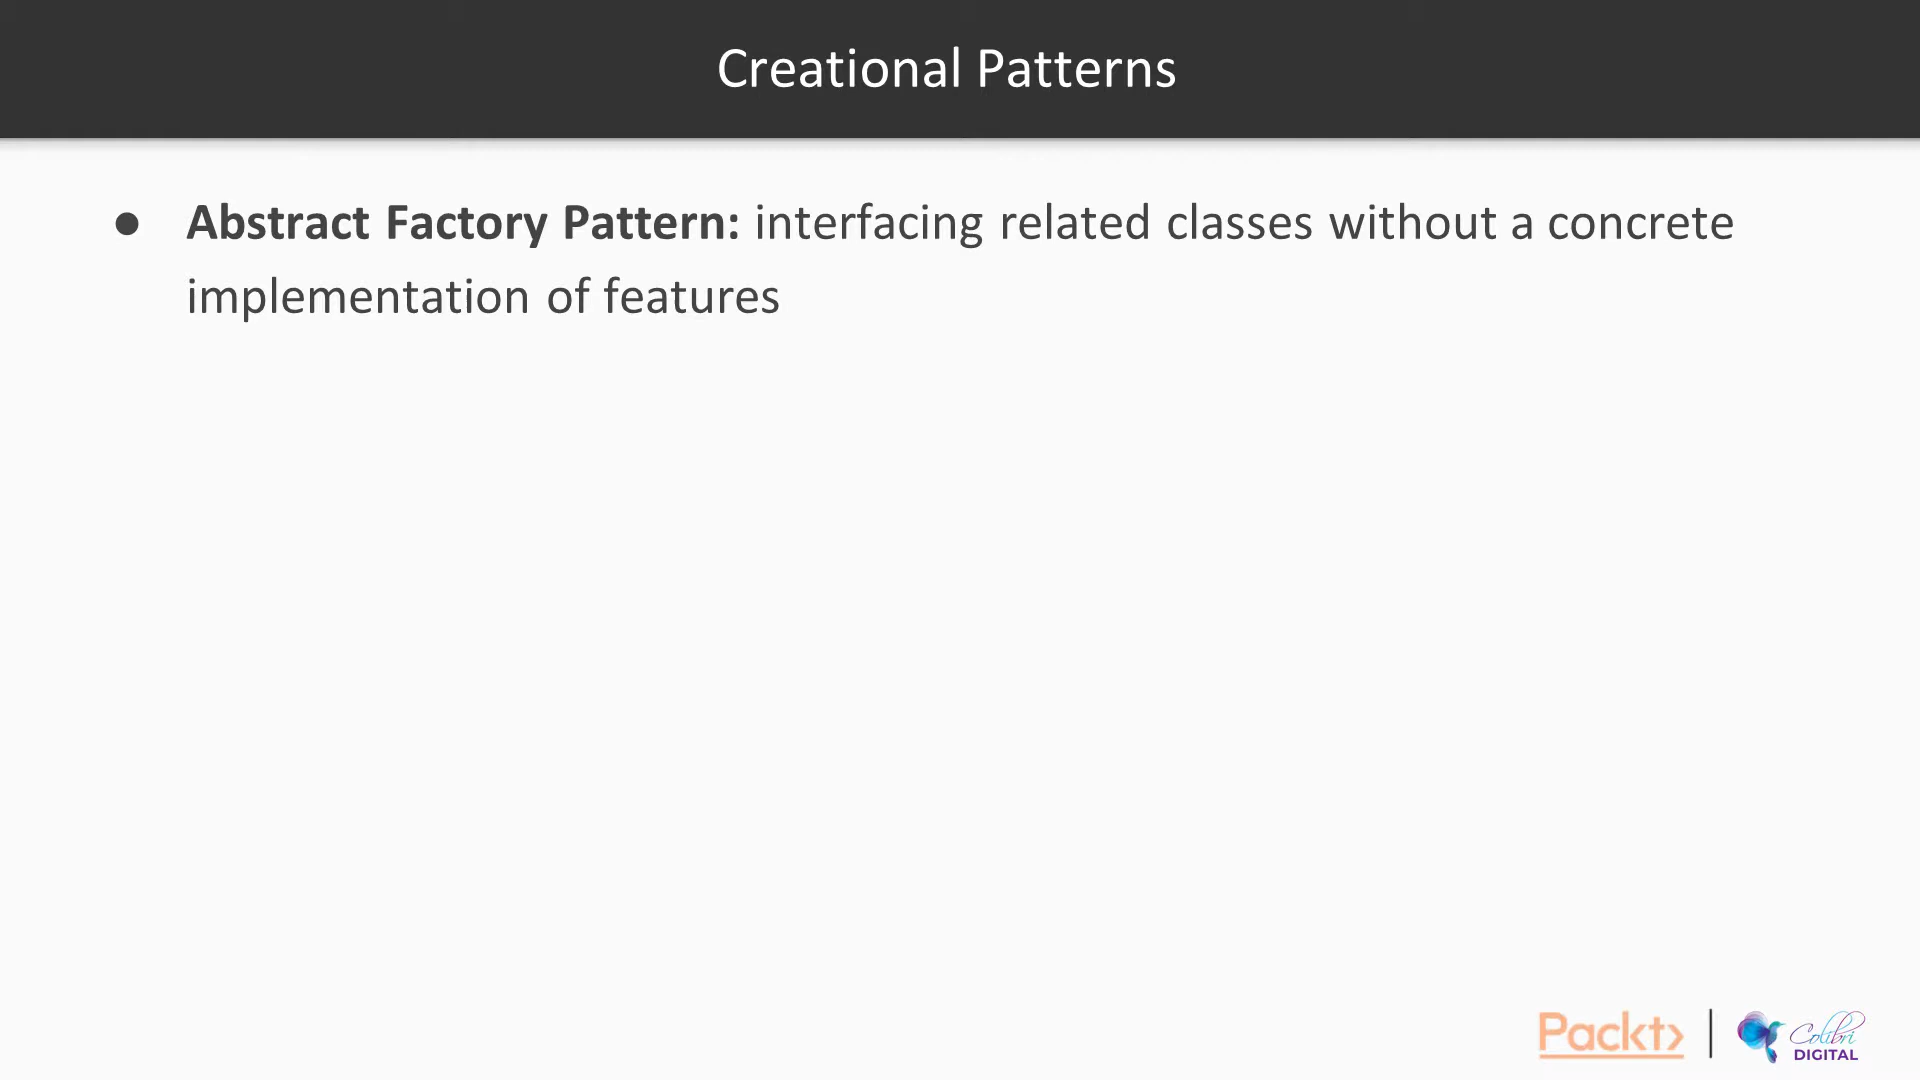 Creational Patterns
● Abstract Factory Pattern: interfacing related classes without a concrete
implementation of features
Packt
Colibri
DIGITAL